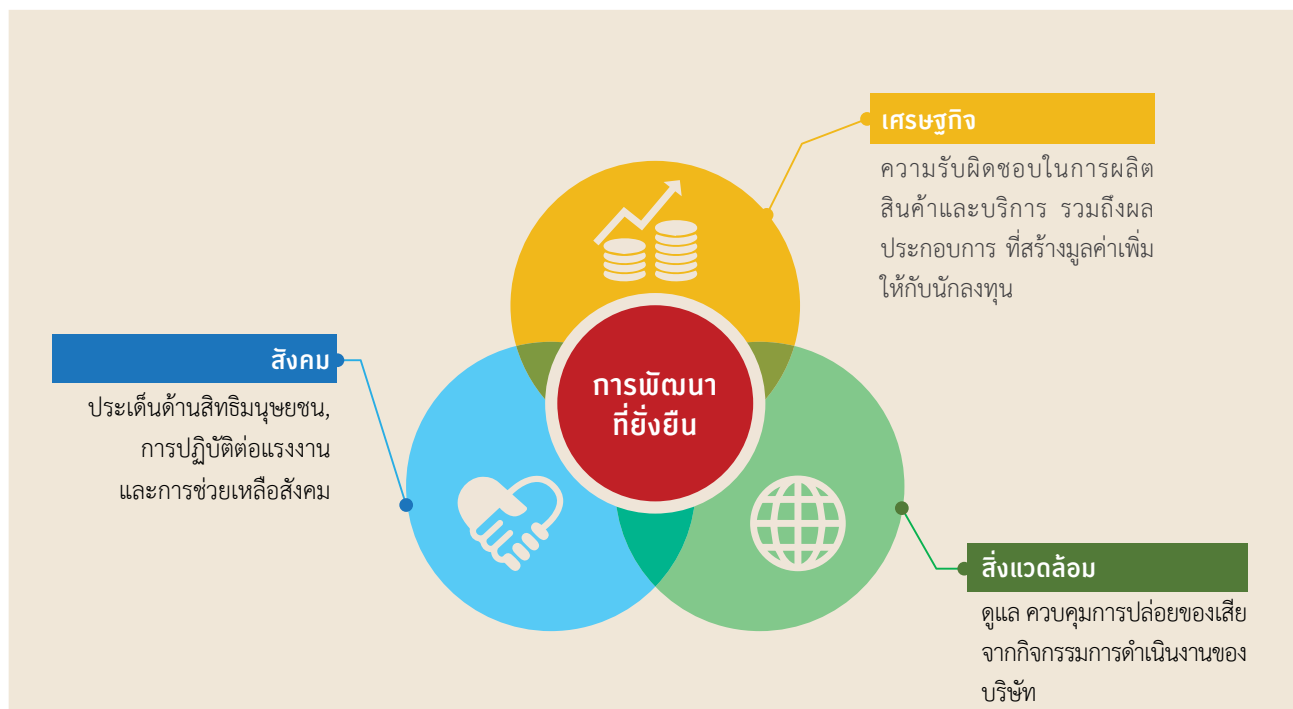 เศรษฐกิจ
ความรับผิดชอบในการผลิต
สินค้าและบริการ รวมถึงผล
ประกอบการ ที่สร้างมูลค่าเพิ่ม
ให้กับนักลงทุน
สังคม
ประเด็นด้านสิทธิมนุษยชน,
การปฏิบัติต่อแรงงาน
และการช่วยเหลือสังคม
การพัฒนา
ที่ยั่งยืน
สิ่งแวดล้อม
ดูแล ควบคุมการปล่อยของเสีย
จากกิจกรรมการดำเนินงานของ
บริษัท